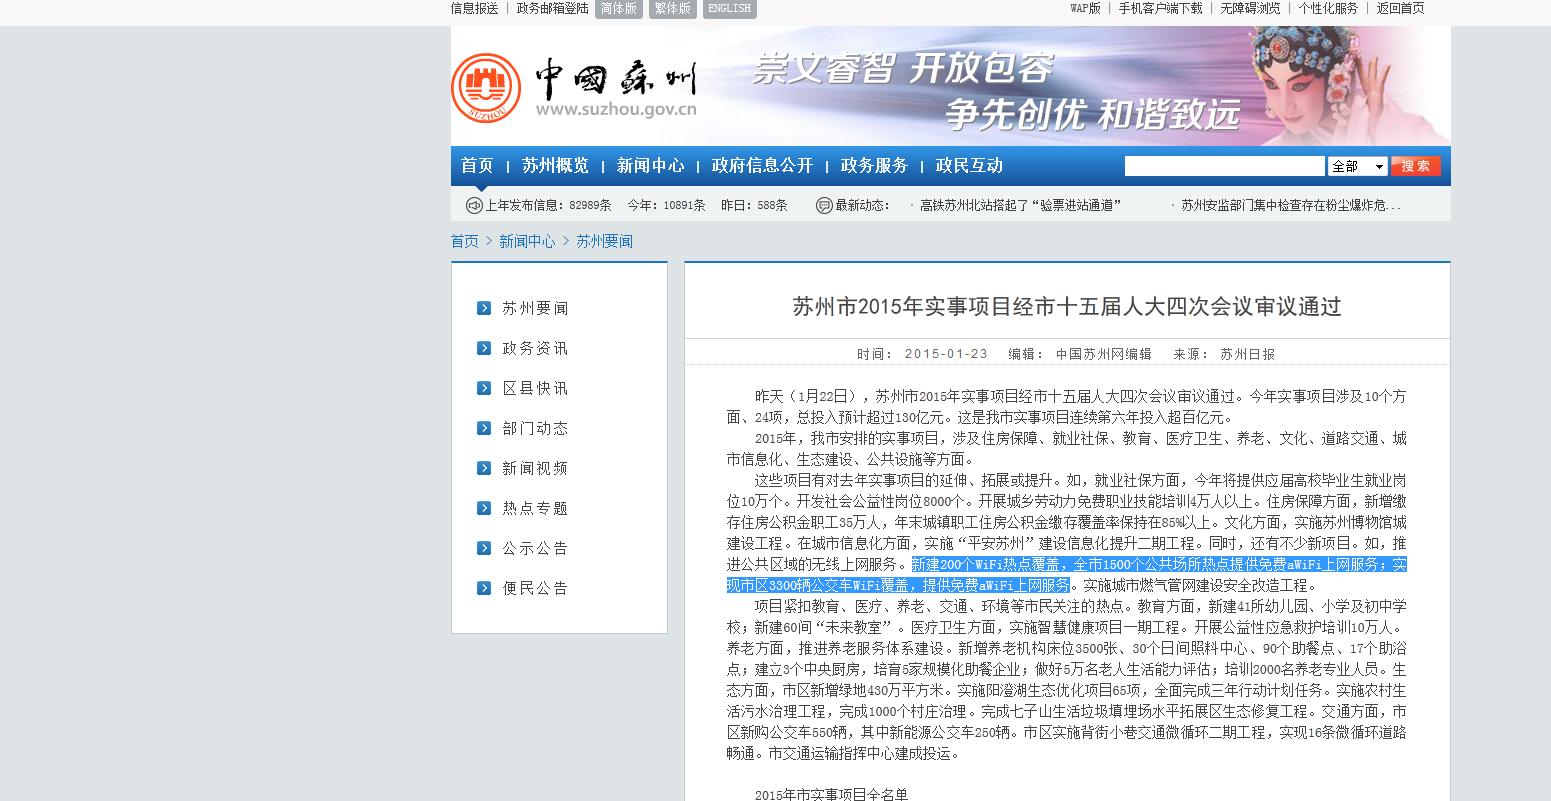 信息报送 | 政务邮箱登陆 简体版 繁体版 ENGLISH WAP版 | 手机客户端下载 | 无障碍浏览 | 个性化服务 | 返回首页
中國蘇州
www.suzhou.gov.cn
SUZHOU
崇文睿智 开放包容
争先创优 和谐致远
首页 | 苏州概览 | 新闻中心 | 政府信息公开 | 政务服务 | 政民互动 全部 搜索
上年发布信息：82989条 今年：10891条 昨日：588条 最新动态： · 高铁苏州北站搭起了“验票进站通道” · 苏州安监部门集中检查存在粉尘爆炸危...
首页 > 新闻中心 > 苏州要闻
苏州要闻
政务资讯
区县快讯
部门动态
新闻视频
热点专题
公示公告
便民公告
苏州市2015年实事项目经市十五届人大四次会议审议通过
时间： 2015-01-23 编辑： 中国苏州网编辑 来源： 苏州日报
昨天（1月22日），苏州市2015年实事项目经市十五届人大四次会议审议通过。今年实事项目涉及10个方
面、24项，总投入预计超过130亿元。这是我市实事项目连续第六年投入超百亿元。
2015年，我市安排的实事项目，涉及住房保障、就业社保、教育、医疗卫生、养老、文化、道路交通、城
市信息化、生态建设、公共设施等方面。
这些项目有对去年实事项目的延伸、拓展或提升。如，就业社保方面，今年将提供应届高校毕业生就业岗
位10万个。开发社会公益性岗位8000个。开展城乡劳动力免费职业技能培训4万人以上。住房保障方面，新增缴
存住房公积金职工35万人，年末城镇职工住房公积金缴存覆盖率保持在85%以上。文化方面，实施苏州博物馆城
建设工程。在城市信息化方面，实施“平安苏州”建设信息化提升二期工程。同时，还有不少新项目。如，推
进公共区域的无线上网服务。新建200个WiFi热点覆盖，全市1500个公共场所热点提供免费aWiFi上网服务；实
现市区3300辆公交车WiFi覆盖，提供免费aWiFi上网服务。实施城市燃气管网建设安全改造工程。
项目紧扣教育、医疗、养老、交通、环境等市民关注的热点。教育方面，新建41所幼儿园、小学及初中学
校；新建60间“未来教室”。医疗卫生方面，实施智慧健康项目一期工程。开展公益性应急救护培训10万人。
养老方面，推进养老服务体系建设。新增养老机构床位3500张、30个日间照料中心、90个助餐点、17个助浴
点；建立3个中央厨房，培育5家规模化助餐企业；做好5万名老人生活能力评估；培训2000名养老专业人员。生
态方面，市区新增绿地430万平方米。实施阳澄湖生态优化项目65项，全面完成三年行动计划任务。实施农村生
活污水治理工程，完成1000个村庄治理。完成七子山生活垃圾填埋场水平拓展区生态修复工程。交通方面，市
区新购公交车550辆，其中新能源公交车250辆。市区实施背街小巷交通微循环二期工程，实现16条微循环道路
畅通。市交通运输指挥中心建成投运。
2015年市实事项目全名单